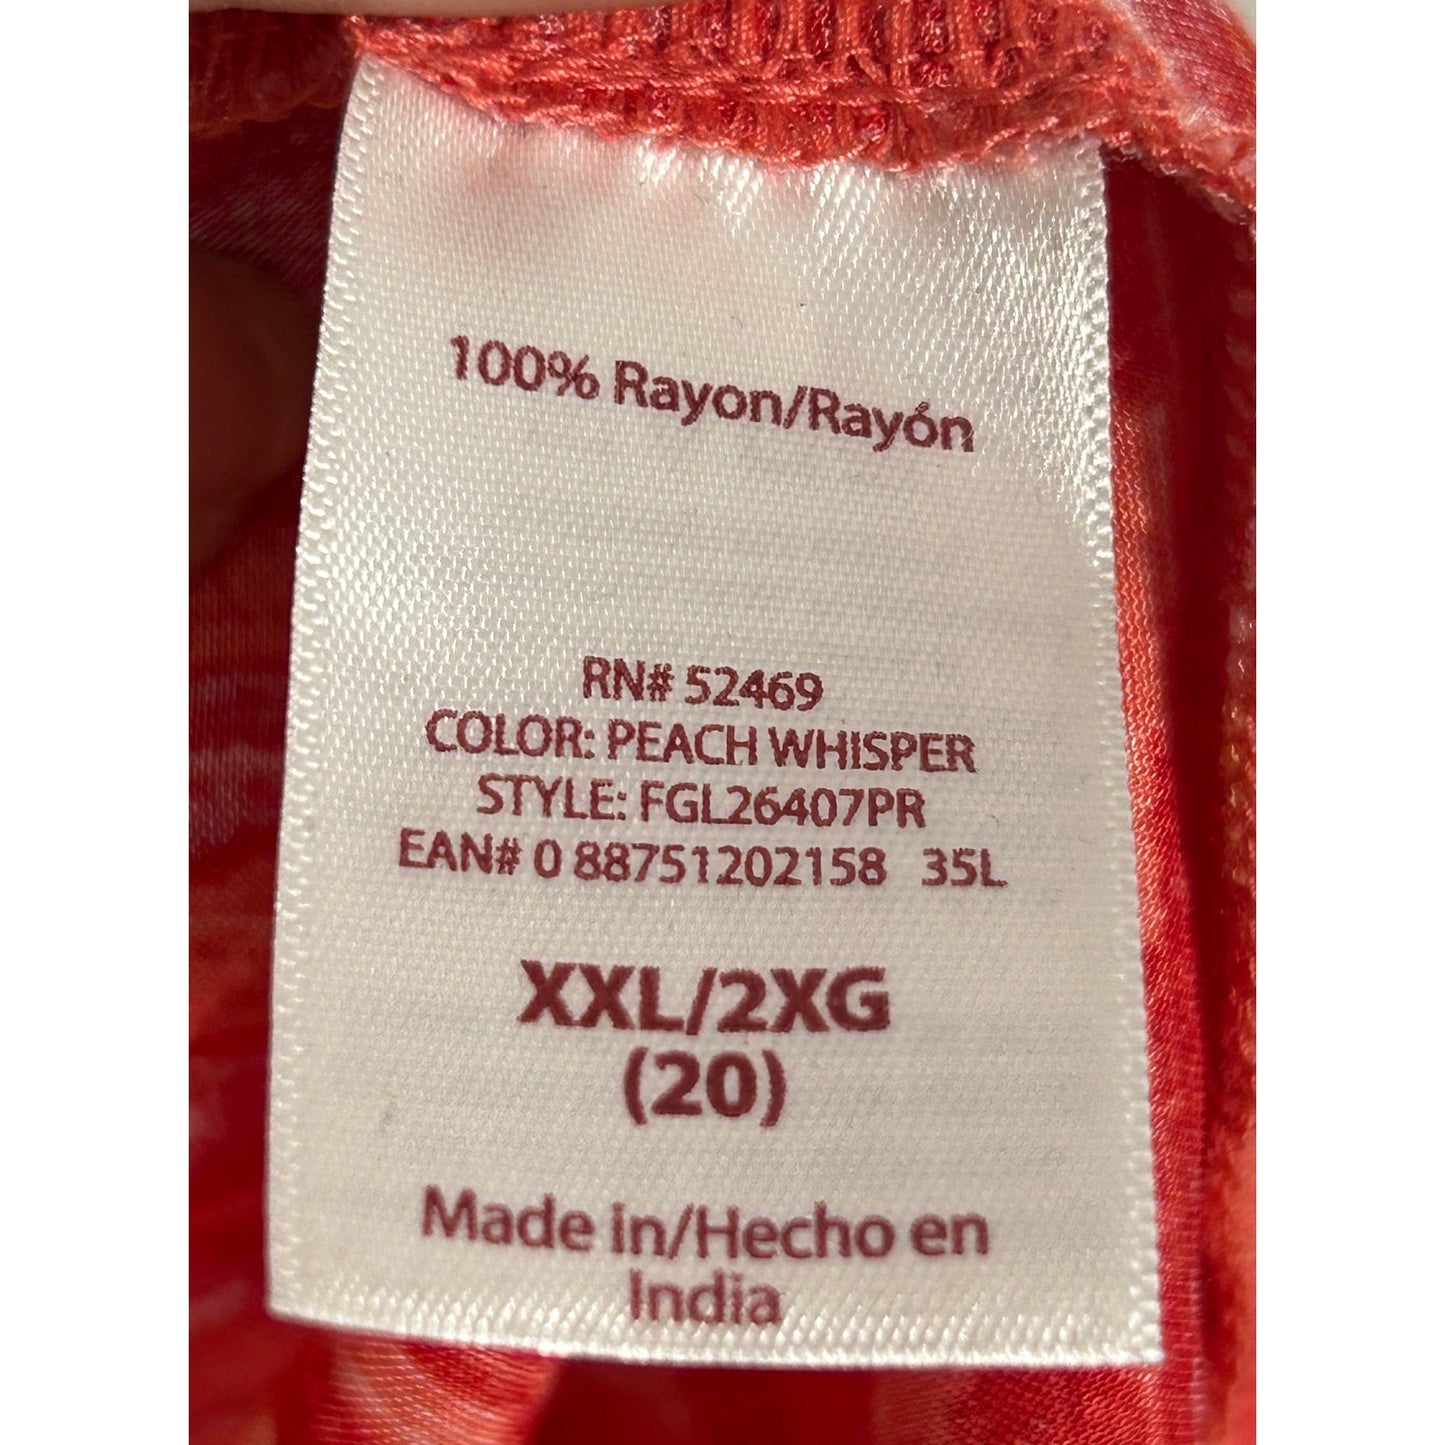 100% Rayon/Rayón
RN# 52469
COLOR: PEACH WHISPER
STYLE: FGL26407PR
EAN# 0 88751202158 35L
XXL/2XG
(20)
Made in/Hecho en
India